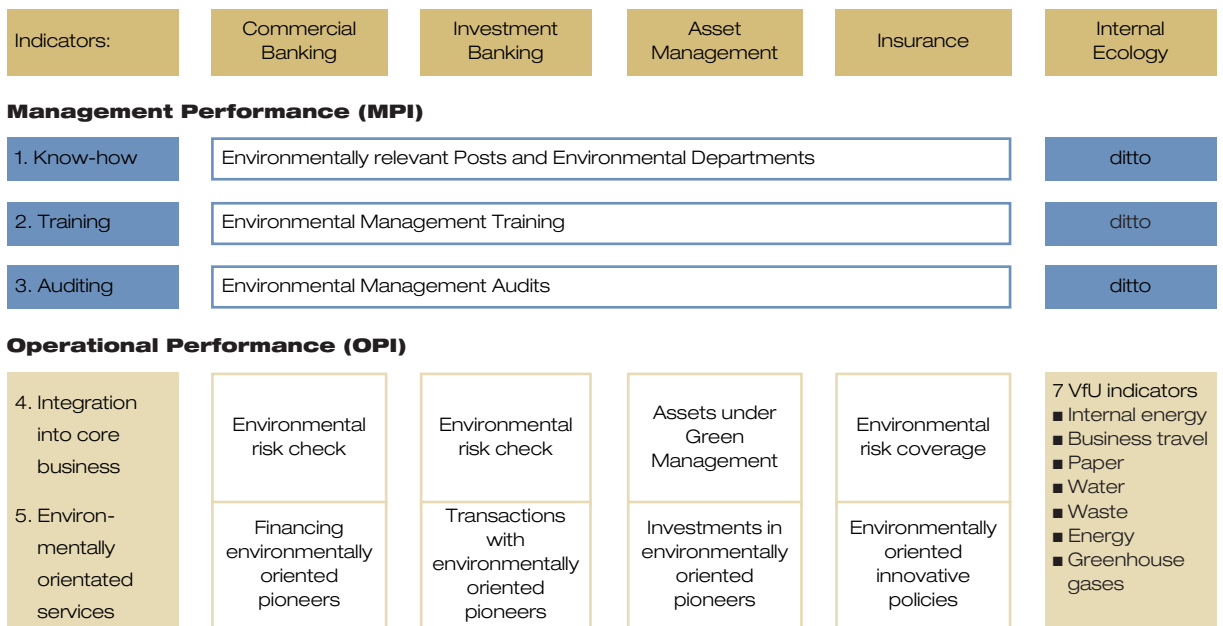 Indicators:
Commercial
Banking
Investment
Banking
Asset
Management
Insurance
Internal
Ecology
Management Performance (MPI)
1. Know-how
Environmentally relevant Posts and Environmental Departments
ditto
2. Training
Environmental Management Training
ditto
3. Auditing
Environmental Management Audits
ditto
Operational Performance (OPI)
4. Integration
into core
business
Environmental
risk check
Environmental
risk check
Assets under
Green
Management
Environmental
risk coverage
5. Environ-
mentally
orientated
services
Financing
environmentally
oriented
pioneers
Transactions
with
environmentally
oriented
pioneers
Investments in
environmentally
oriented
pioneers
Environmentally
oriented
innovative
policies
7 VfU indicators
■ Internal energy
■ Business travel
■ Paper
■ Water
■ Waste
■ Energy
■ Greenhouse
gases